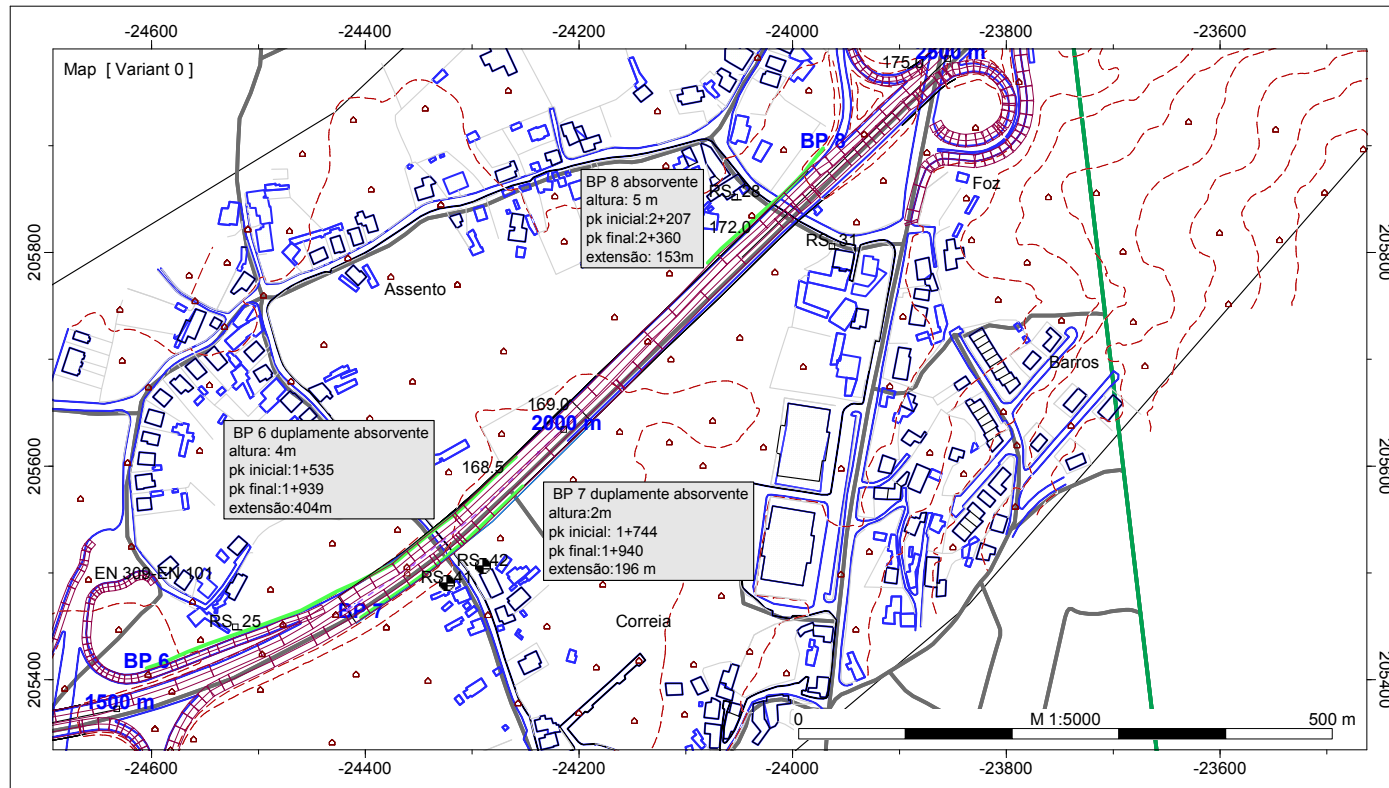 -24600 -24400 -24200 -24000 -23800 -23600
Map [ Variant 0 ]
175.0
2500 m
BP 8
BP 8 absorvente
altura: 5 m
pk inicial:2+207
pk final:2+360
extensão: 153m
RS_28
Foz
172.0
RS_31
205800
205800
Assento
Barros
169.0
2000 m
BP 6 duplamente absorvente
altura: 4m
pk inicial:1+535
pk final:1+939
extensão:404m
168.5
205600
205600
BP 7 duplamente absorvente
altura:2m
pk inicial: 1+744
pk final:1+940
extensão:196 m
RS_42
RS_41
EN 309-EN 101
BP 7
RS_25
Correia
BP 6
205400
205400
1500 m
0 M 1:5000 500 m
-24600 -24400 -24200 -24000 -23800 -23600